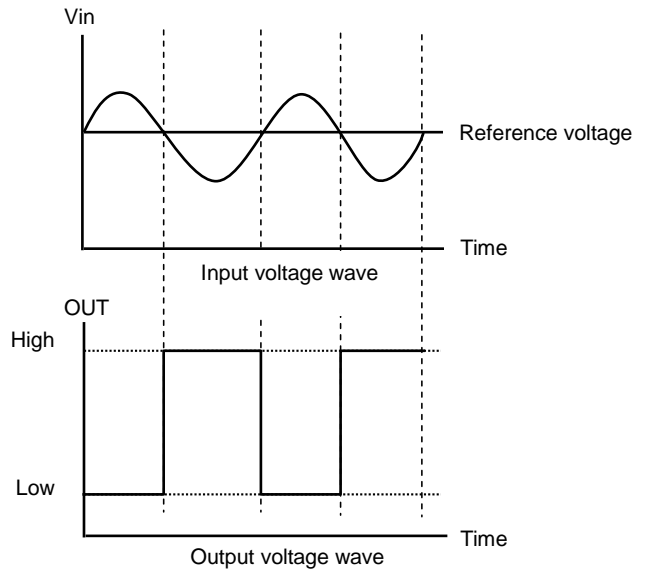 Vin
Reference voltage
Time
Input voltage wave
OUT
High
Low
Time
Output voltage wave